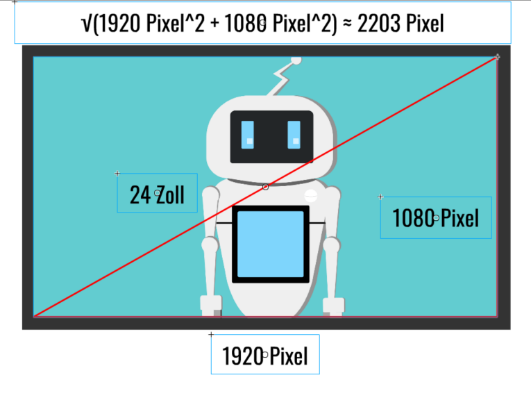 √(1920 Pixel^2 + 1080 Pixel^2) ≈ 2203 Pixel
24 Zoll
1080 Pixel
1920 Pixel